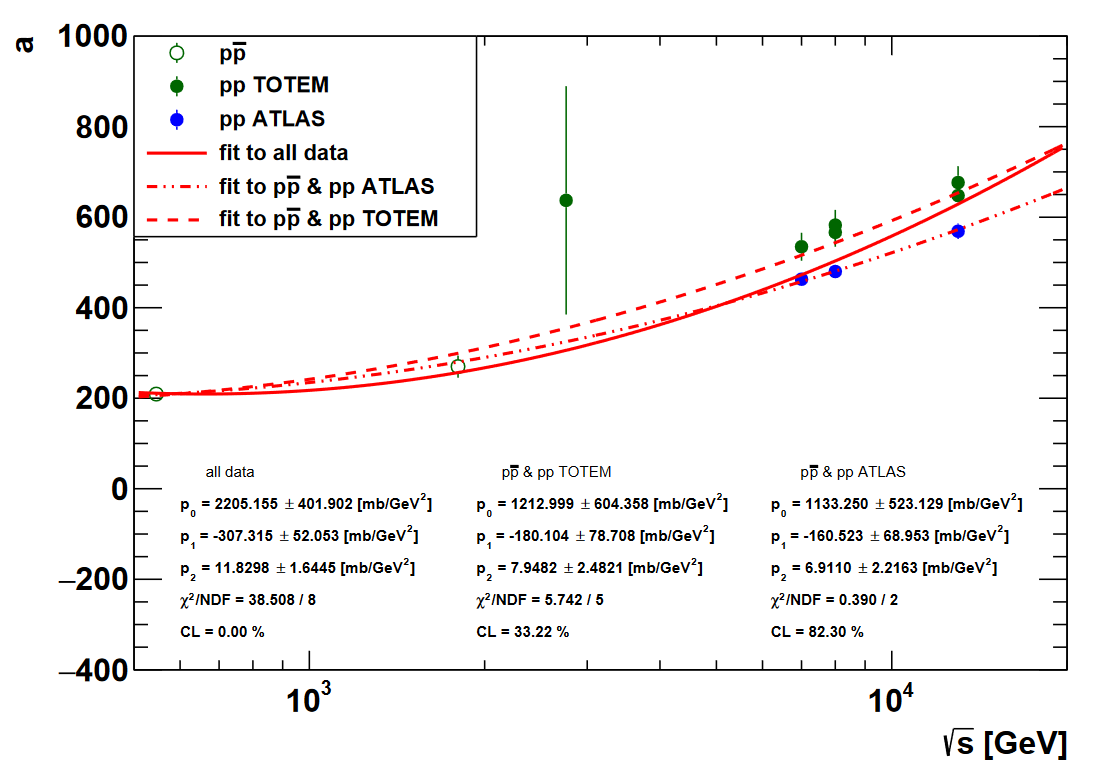 a
1000
800
600
400
200
0
−200
−400
pp̅
pp TOTEM
pp ATLAS
fit to all data
fit to pp̅ & pp ATLAS
fit to pp̅ & pp TOTEM
all data
p₀ = 2205.155 ± 401.902 [mb/GeV²]
p₁ = -307.315 ± 52.053 [mb/GeV²]
p₂ = 11.8298 ± 1.6445 [mb/GeV²]
χ²/NDF = 38.508 / 8
CL = 0.00 %
pp̅ & pp TOTEM
p₀ = 1212.999 ± 604.358 [mb/GeV²]
p₁ = -180.104 ± 78.708 [mb/GeV²]
p₂ = 7.9482 ± 2.4821 [mb/GeV²]
χ²/NDF = 5.742 / 5
CL = 33.22 %
pp̅ & pp ATLAS
p₀ = 1133.250 ± 523.129 [mb/GeV²]
p₁ = -160.523 ± 68.953 [mb/GeV²]
p₂ = 6.9110 ± 2.2163 [mb/GeV²]
χ²/NDF = 0.390 / 2
CL = 82.30 %
10³
10⁴
√s [GeV]